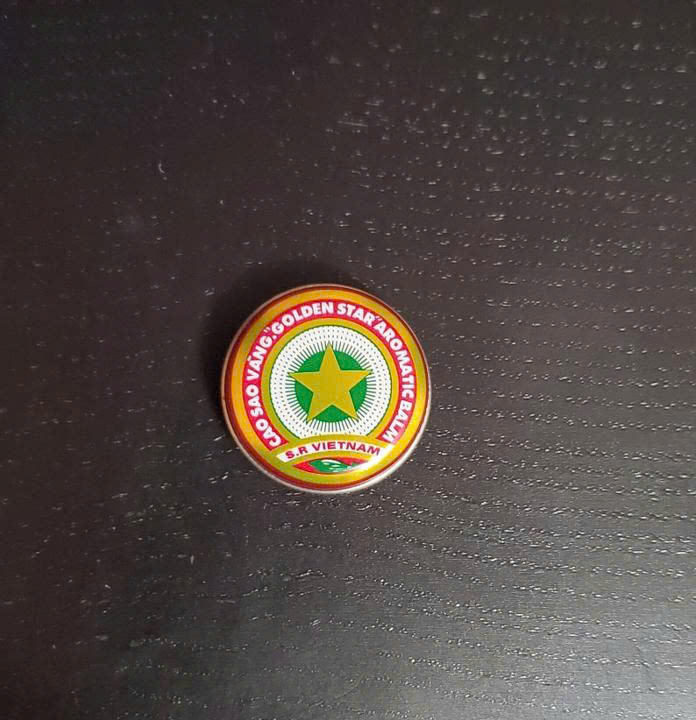 CAO SAO VÀNG "GOLDEN STAR" AROMATIC BALM
S.R VIETNAM